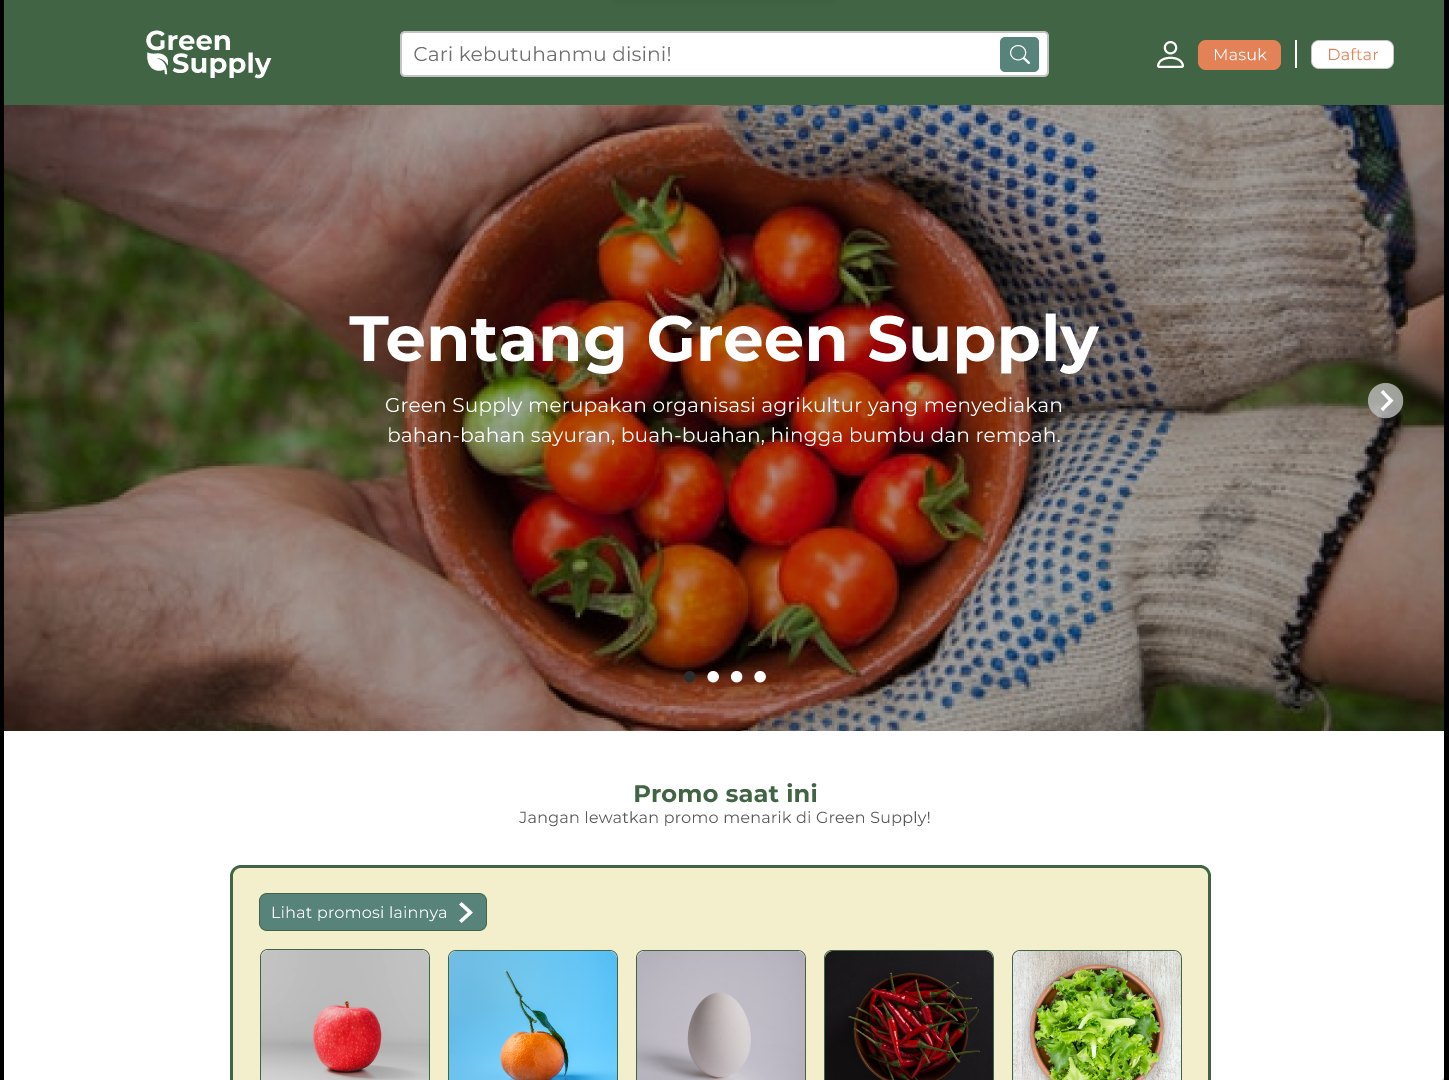 Green
Supply
Cari kebutuhanmu disini!
Masuk
Daftar
Tentang Green Supply
Green Supply merupakan organisasi agrikultur yang menyediakan
bahan-bahan sayuran, buah-buahan, hingga bumbu dan rempah.
Promo saat ini
Jangan lewatkan promo menarik di Green Supply!
Lihat promosi lainnya